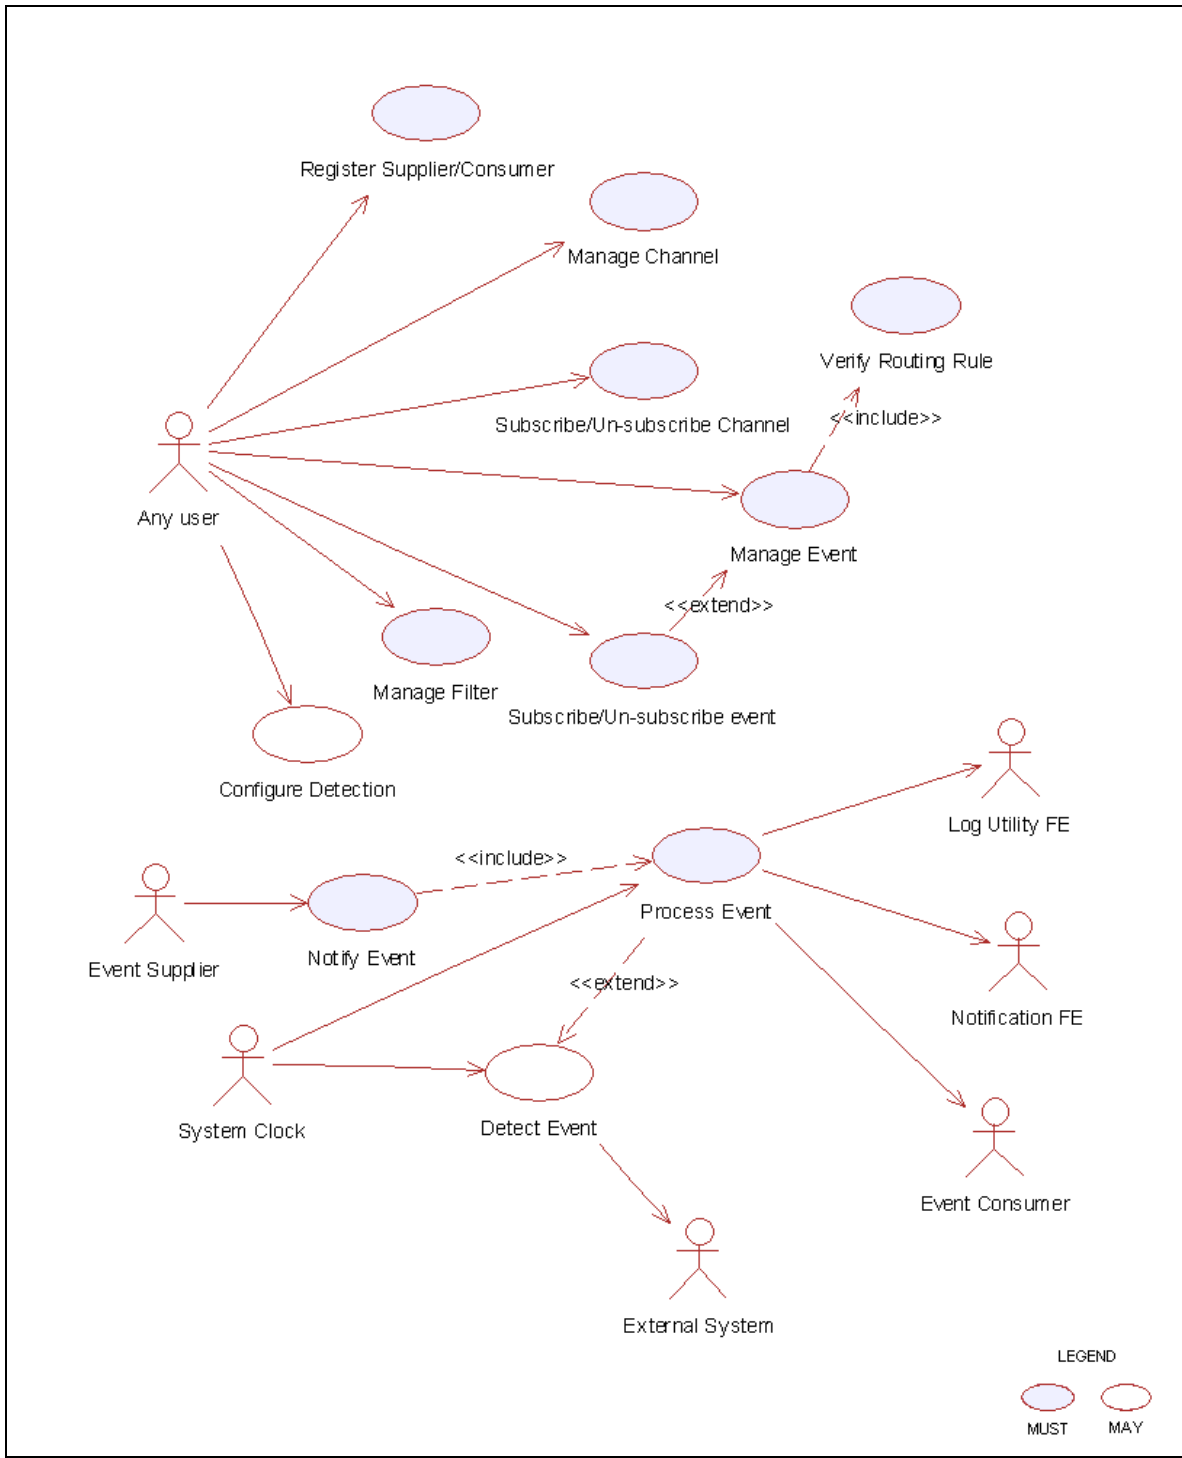 Register Supplier/Consumer
Manage Channel
Verify Routing Rule
Subscribe/Un-subscribe Channel
<<include>>
Any user
Manage Event
<<extend>>
Manage Filter
Subscribe/Un-subscribe event
Configure Detection
Log Utility FE
<<include>>
Process Event
Notify Event
Event Supplier
<<extend>>
Notification FE
System Clock
Detect Event
Event Consumer
External System
LEGEND
MUST
MAY